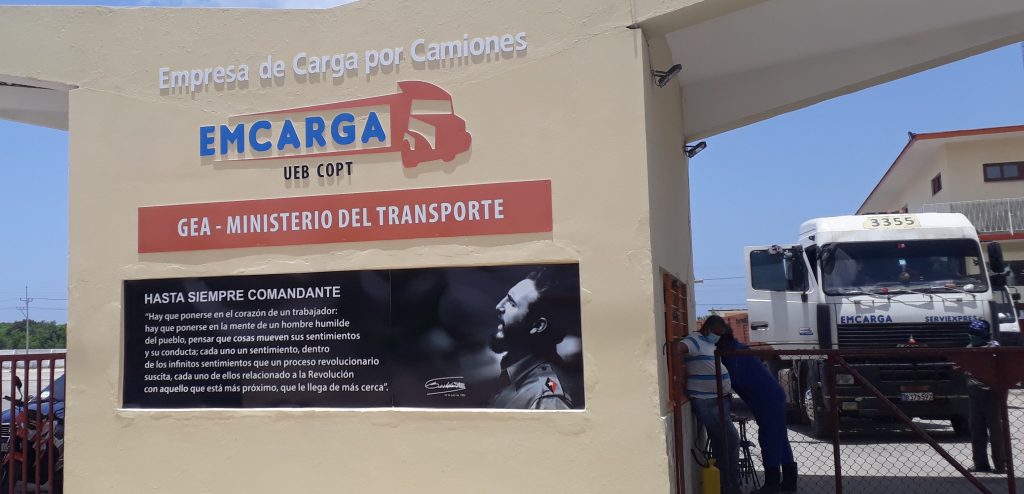 Empresa de Carga por Camiones
EMCARGA
UEB COPT
GEA - MINISTERIO DEL TRANSPORTE
HASTA SIEMPRE COMANDANTE
"Hay que ponerse en el corazón de un trabajador:
hay que ponerse en la mente de un hombre humilde
del pueblo, pensar que cosas mueven sus sentimientos
y su conducta; cada uno un sentimiento, dentro
de los infinitos sentimientos que un proceso revolucionario
suscita, cada uno de ellos relacionado a la Revolución
con aquello que está más próximo, que le llega de más cerca".
3355
EMCARGA SERVIEXPRES